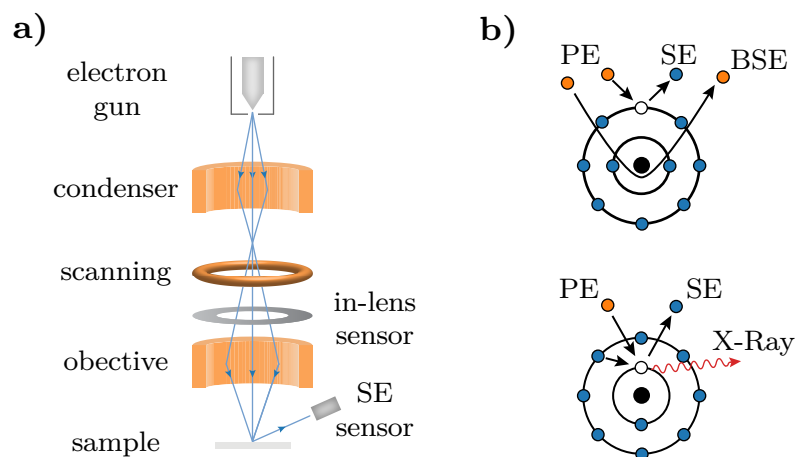 a)
electron
gun
condenser
scanning
in-lens
sensor
obective
SE
sensor
sample
b)
PE
SE
BSE
PE
SE
X-Ray